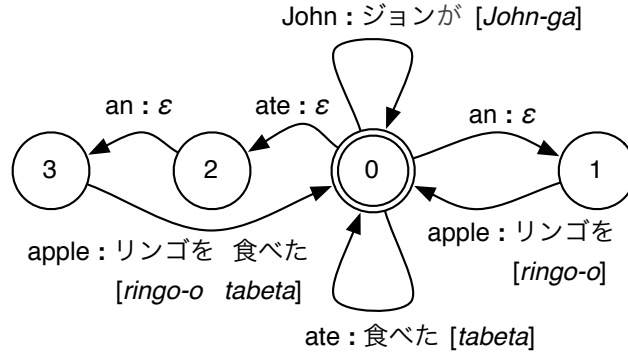 John : ジョンが [John-ga]
an : ε
ate : ε
an : ε
3
2
0
1
apple : リンゴを 食べた
[ringo-o tabeta]
apple : リンゴを
[ringo-o]
ate : 食べた [tabeta]